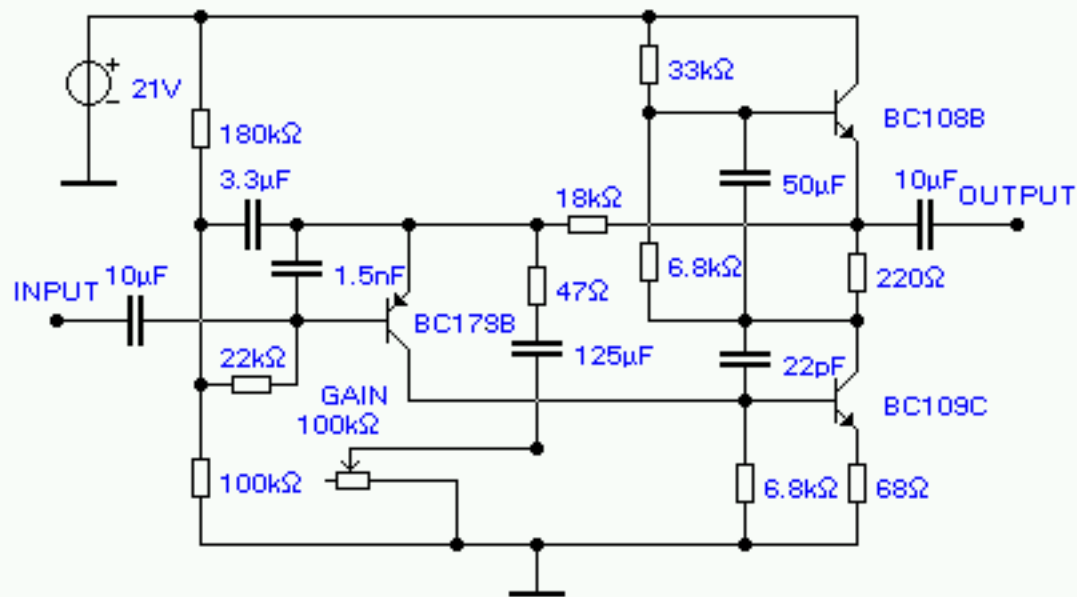 33kΩ
21V
BC108B
180kΩ
3.3µF
50µF
10µF
18kΩ
OUTPUT
10µF
1.5nF
6.8kΩ
220Ω
INPUT
47Ω
BC179B
22kΩ
125µF
22pF
GAIN
100kΩ
BC109C
100kΩ
6.8kΩ
68Ω